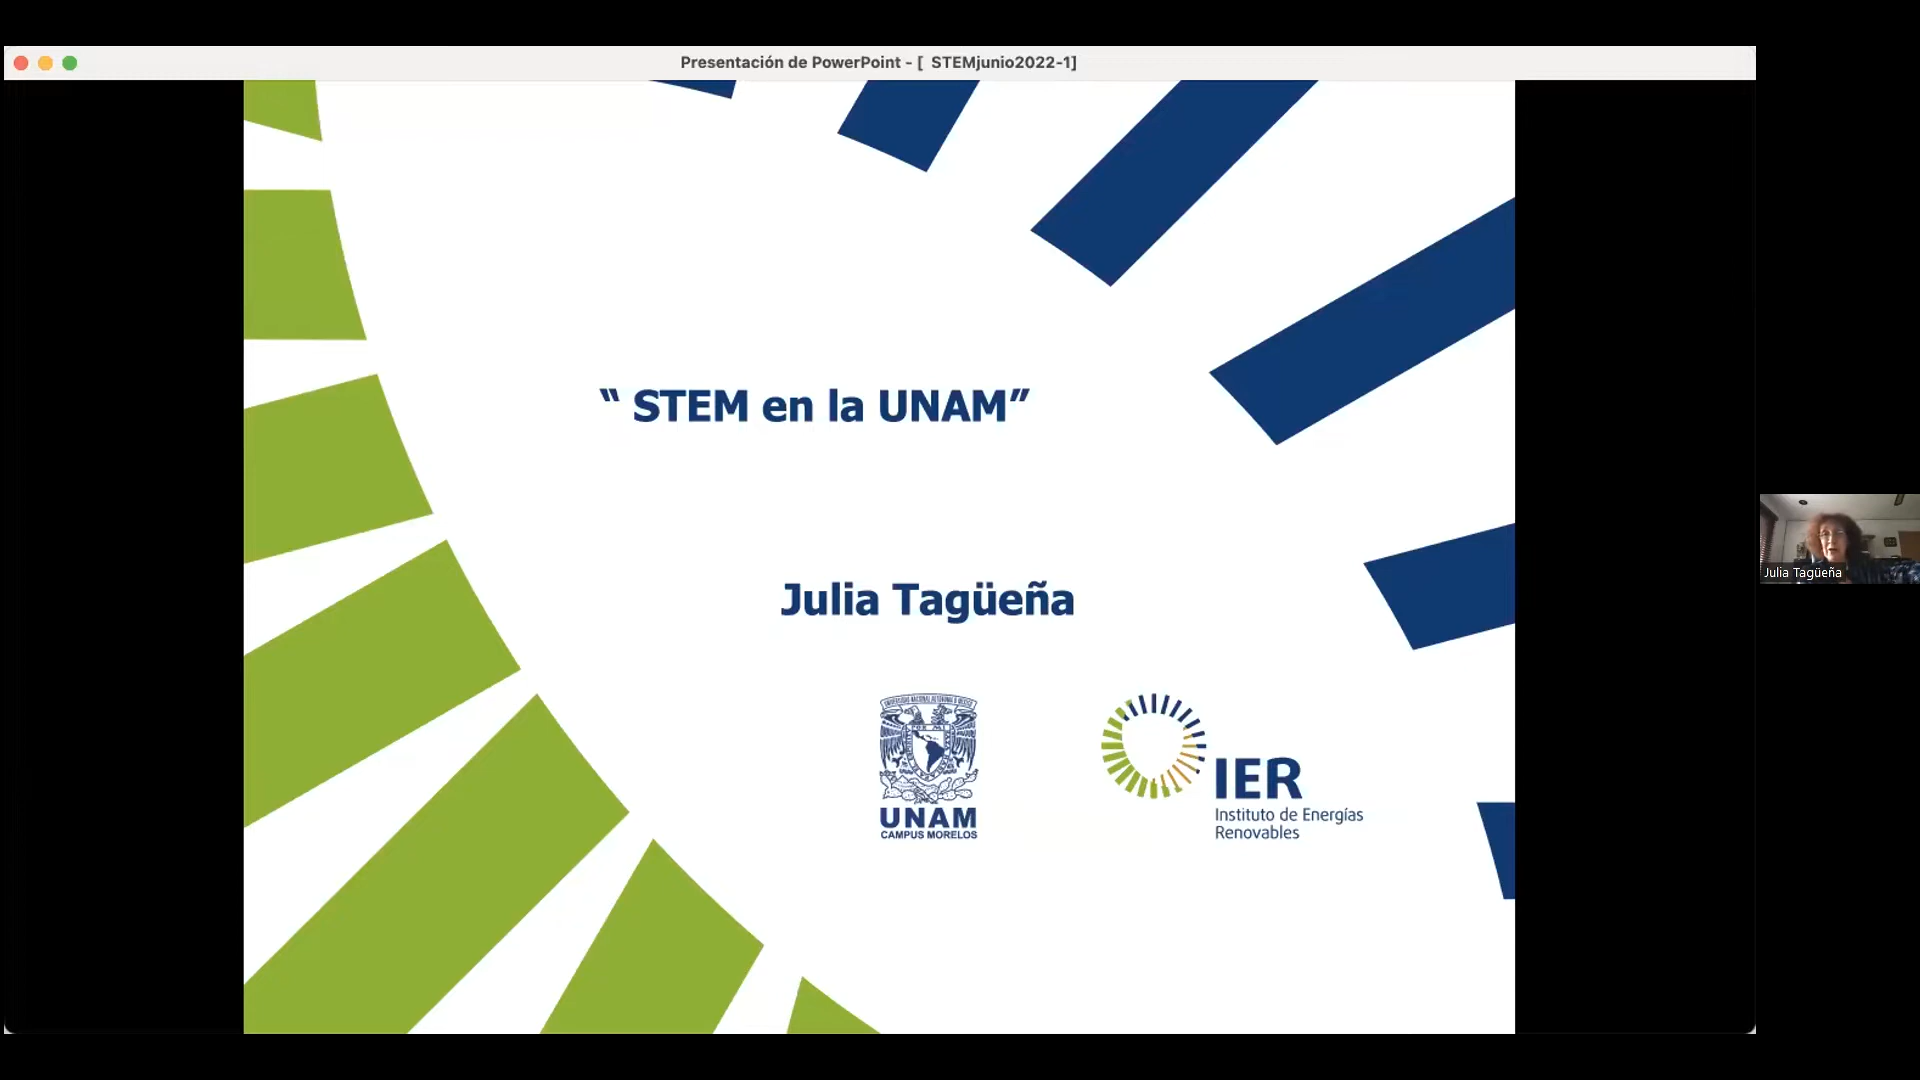 Presentación de PowerPoint - [ STEMjunio2022-1]
“ STEM en la UNAM”
Julia Tagüeña
UNAM
CAMPUS MORELOS
IER
Instituto de Energías
Renovables
Julia Tagüeña